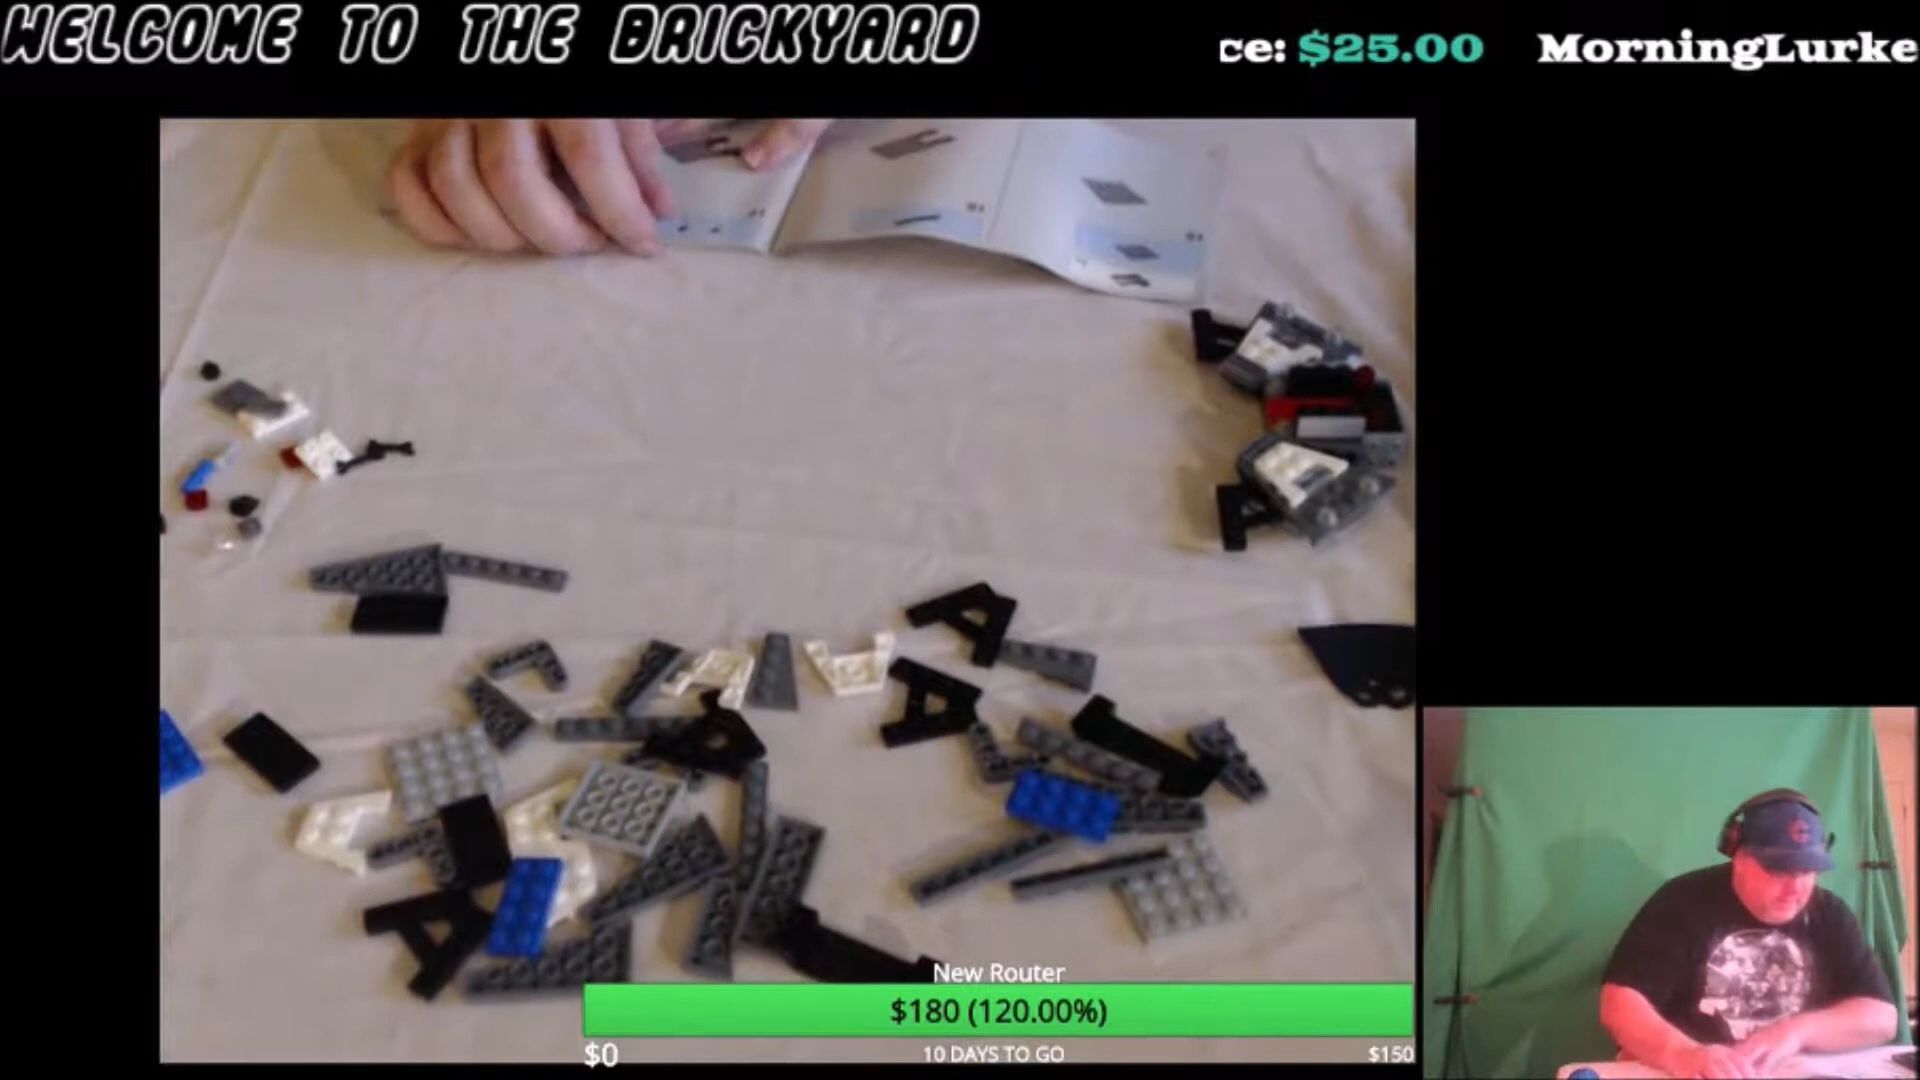 WELCOME TO THE BRICKYARD
ce: $25.00 MorningLurke
New Router
$180 (120.00%)
$0 10 DAYS TO GO $150